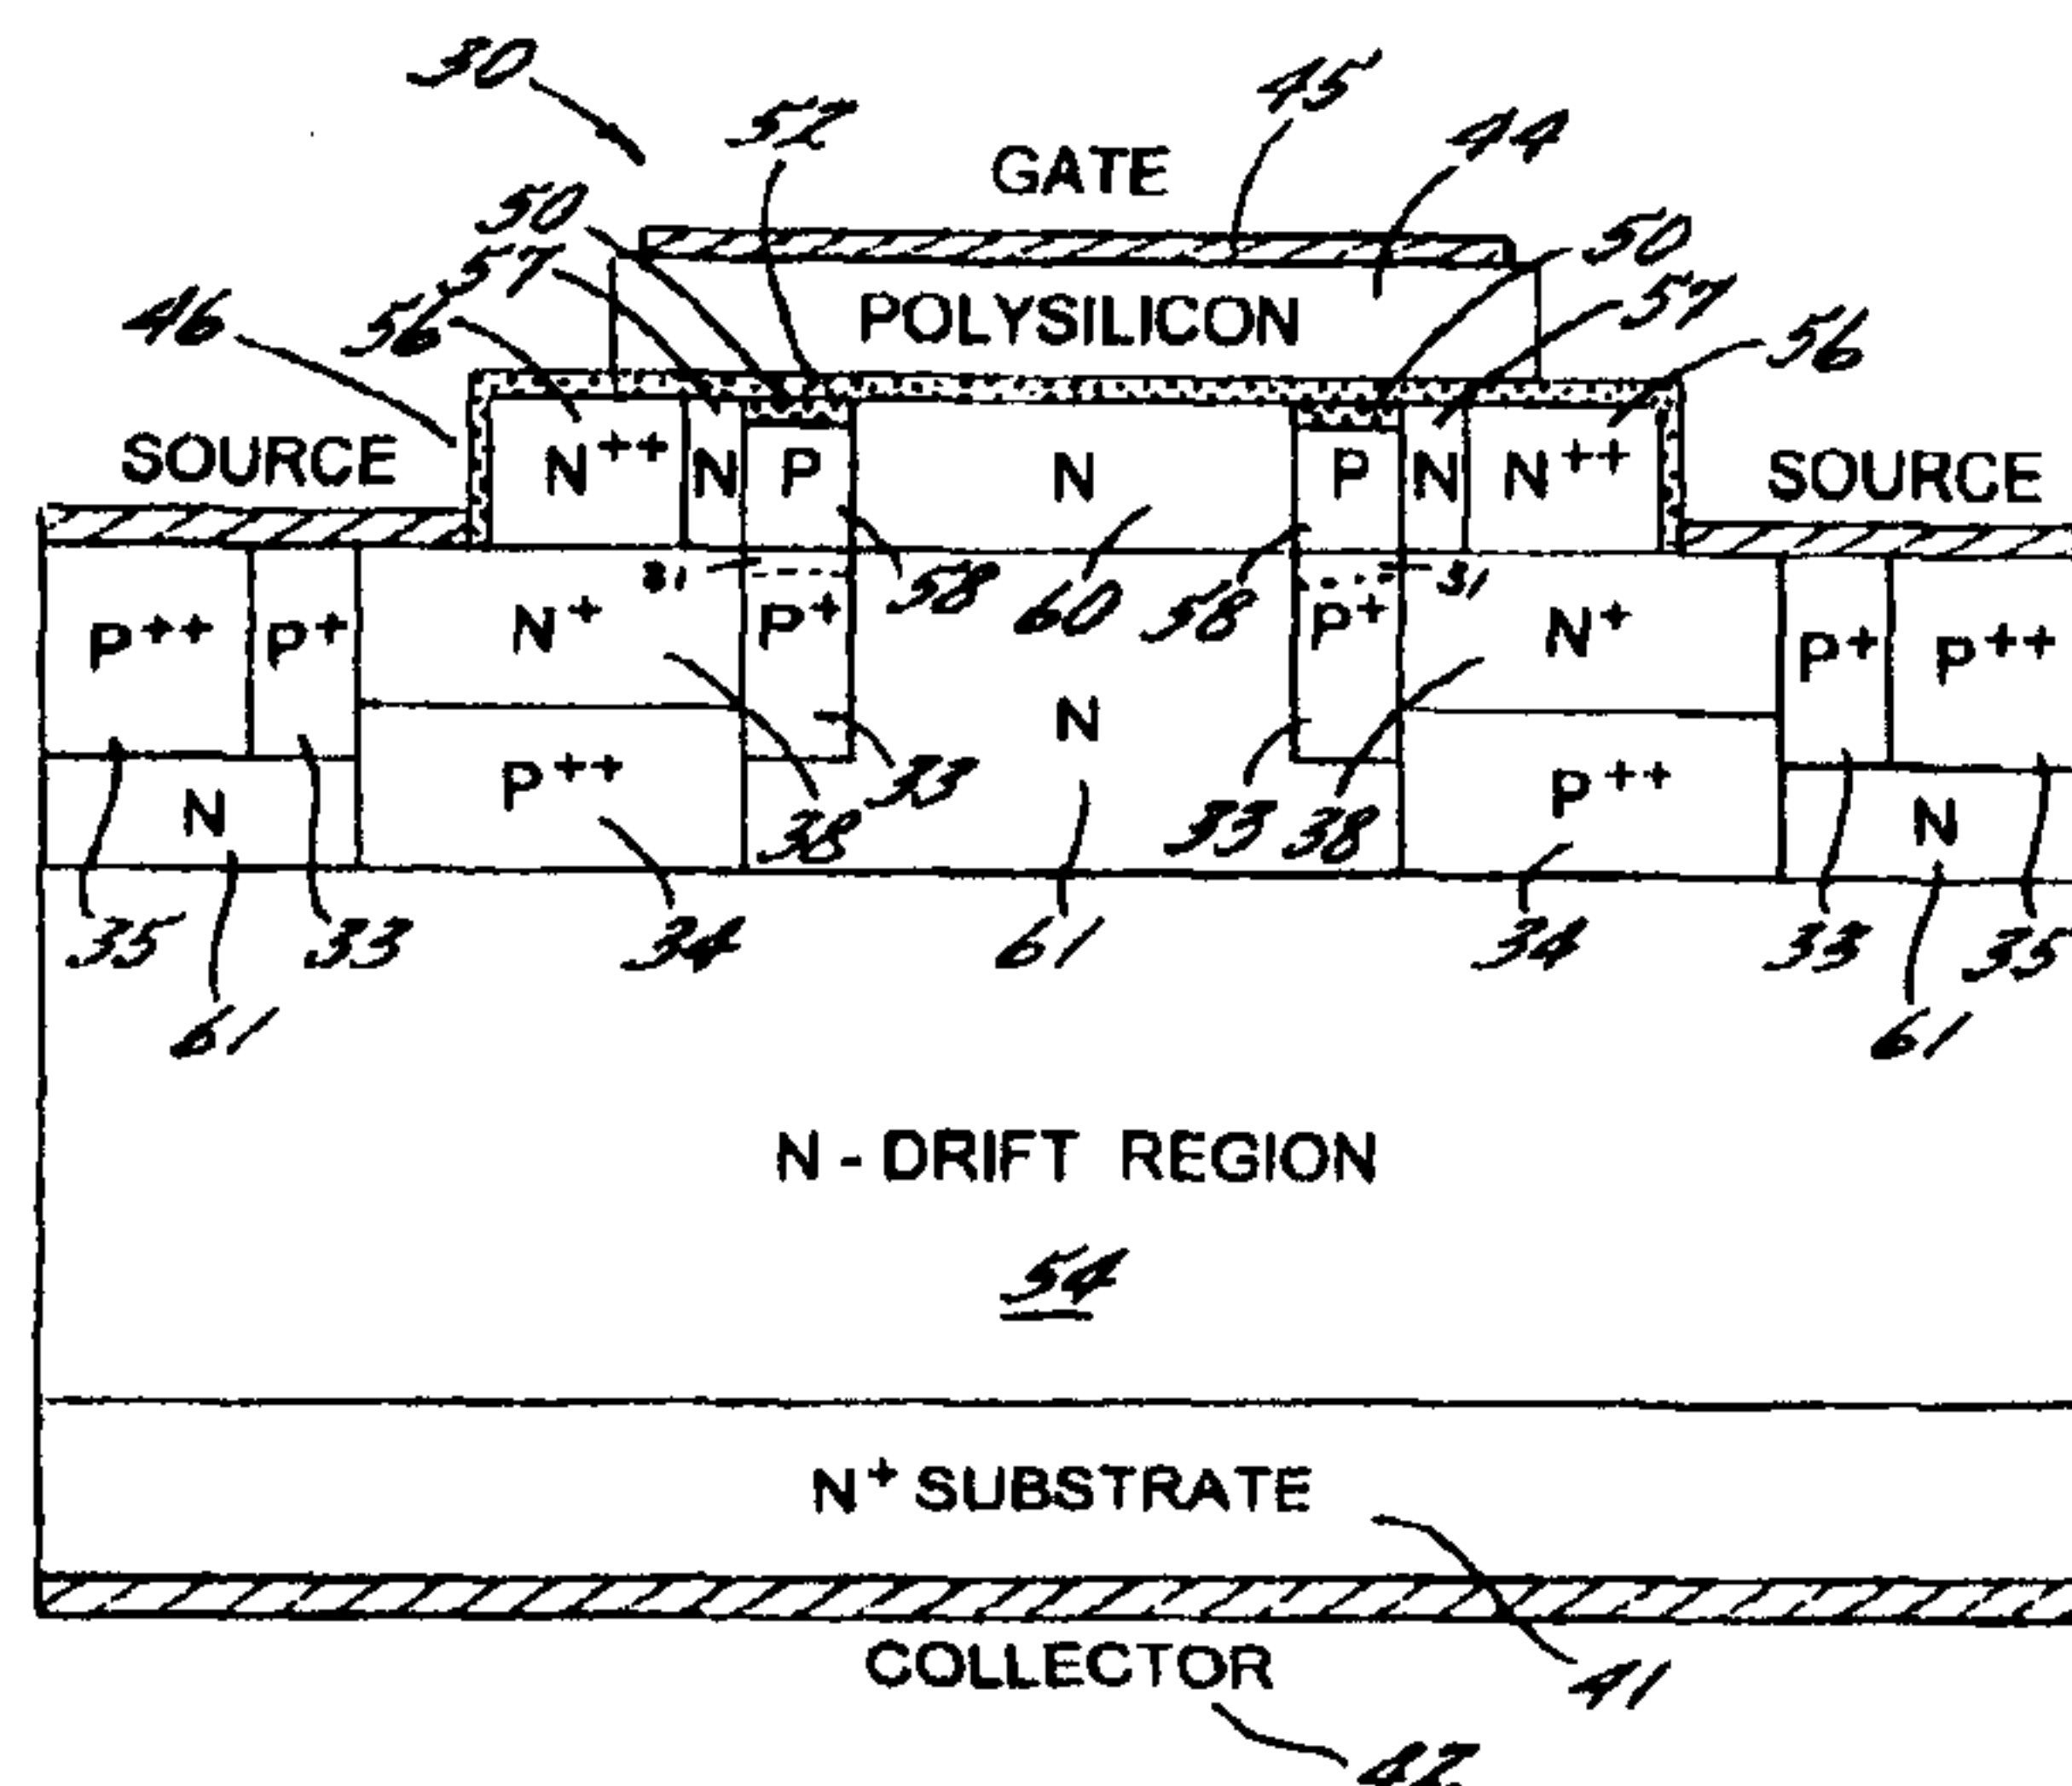 30
52
45
44
GATE
50
50
57
57
46
56
56
POLYSILICON
SOURCE
N++
N
P
N
P
N
N++
SOURCE
31
58
60
58
31
P++
P+
N+
P+
P+
N+
P+
P++
N
33
33
N
P++
38
38
P++
N
35
33
34
61
34
33
35
61
61
N - DRIFT REGION
54
N+ SUBSTRATE
COLLECTOR
41
42